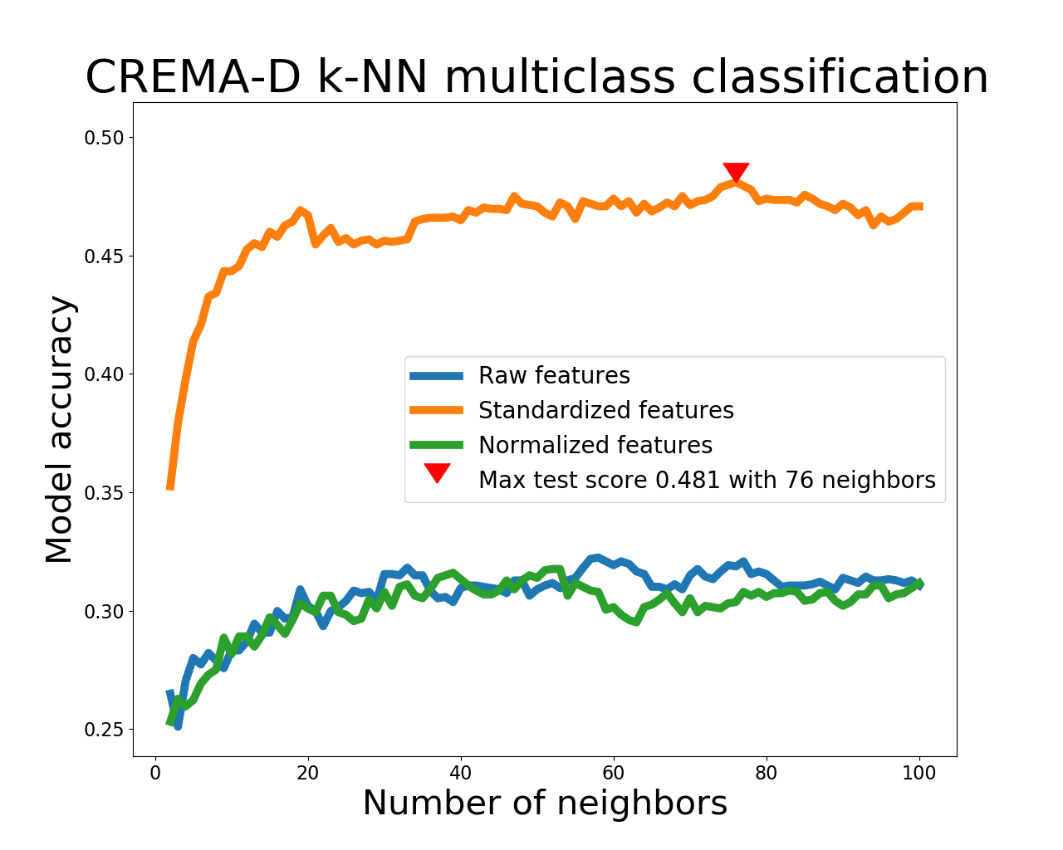 CREMA-D k-NN multiclass classification
0.50
0.45
0.40
0.35
0.30
0.25
Model accuracy
Raw features
Standardized features
Normalized features
Max test score 0.481 with 76 neighbors
0 20 40 60 80 100
Number of neighbors